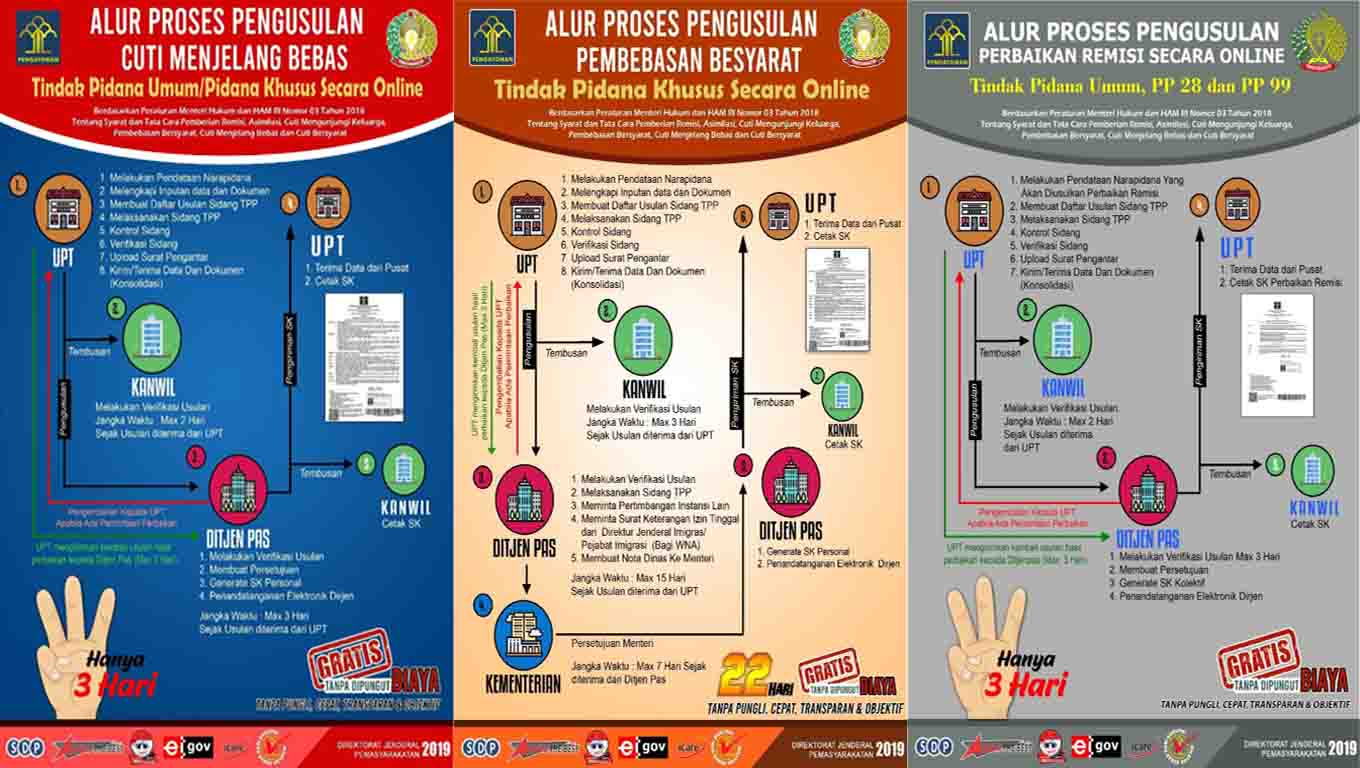 PENGAYOMAN
ALUR PROSES PENGUSULAN
CUTI MENJELANG BEBAS
Tindak Pidana Umum/Pidana Khusus Secara Online
Berdasarkan Peraturan Menteri Hukum dan HAM RI Nomor 03 Tahun 2018
Tentang Syarat dan Tata Cara Pemberian Remisi, Asimilasi, Cuti Mengunjungi Keluarga,
Pembebasan Bersyarat, Cuti Menjelang Bebas dan Cuti Bersyarat
1.
UPT
1 Melakukan Pendataan Narapidana
2 Melengkapi Inputan data dan Dokumen
3 Membuat Daftar Usulan Sidang TPP
4 Melaksanakan Sidang TPP
5 Kontrol Sidang
6 Verifikasi Sidang
7 Upload Surat Pengantar
8 Kirim/Terima Data Dan Dokumen
(Konsolidasi)
4.
UPT
1 Terima Data dari Pusat
2 Cetak SK
2.
Tembusan
KANWIL
Melakukan Verifikasi Usulan
Jangka Waktu : Max 2 Hari
Sejak Usulan diterima dari UPT
Pengusulan
Pengiriman SK
3.
Tembusan
5.
KANWIL
Cetak SK
DITJEN PAS
Pengembalian Kepada UPT
Apabila Ada Permintaan Perbaikan
UPT mengirimkan kembali usulan hasil
perbaikan kepada Ditjen Pas (Max 3 Hari)
1. Melakukan Verifikasi Usulan
2. Membuat Persetujuan
3. Generate SK Personal
4. Penandatanganan Elektronik Dirjen
Jangka Waktu : Max 3 Hari
Sejak Usulan diterima dari UPT
Hanya
3 Hari
GRATIS
TANPA DIPUNGUT BIAYA
TANPA PUNGLI, CEPAT, TRANSPARAN & OBJEKTIF
SDP
e gov
icare
DIREKTORAT JENDERAL
PEMASYARAKATAN 2019
PENGAYOMAN
ALUR PROSES PENGUSULAN
PEMBEBASAN BESYARAT
Tindak Pidana Khusus Secara Online
Berdasarkan Peraturan Menteri Hukum dan HAM RI Nomor 03 Tahun 2018
Tentang Syarat dan Tata Cara Pemberian Remisi, Asimilasi, Cuti Mengunjungi Keluarga,
Pembebasan Bersyarat, Cuti Menjelang Bebas dan Cuti Bersyarat
1.
UPT
1 Melakukan Pendataan Narapidana
2 Melengkapi Inputan data dan Dokumen
3 Membuat Daftar Usulan Sidang TPP
4 Melaksanakan Sidang TPP
5 Kontrol Sidang
6 Verifikasi Sidang
7 Upload Surat Pengantar
8 Kirim/Terima Data Dan Dokumen
(Konsolidasi)
6.
UPT
1 Terima Data dari Pusat
2 Cetak SK
UPT mengirimkan kembali usulan hasil
perbaikan kepada Ditjen Pas (Max 3 Hari)
Pengembalian Kepada UPT
Apabila Ada Permintaan Perbaikan
Pengusulan
2.
Tembusan
KANWIL
Melakukan Verifikasi Usulan
Jangka Waktu : Max 3 Hari
Sejak Usulan diterima dari UPT
Pengiriman SK
Tembusan
7.
KANWIL
Cetak SK
3.
DITJEN PAS
1. Melakukan Verifikasi Usulan
2. Melaksanakan Sidang TPP
3. Meminta Pertimbangan Instansi Lain
4. Meminta Surat Keterangan Izin Tinggal
dari Direktur Jenderal Imigrasi/
Pejabat Imigrasi (Bagi WNA)
5. Membuat Nota Dinas Ke Menteri
Jangka Waktu : Max 15 Hari
Sejak Usulan diterima dari UPT
5.
DITJEN PAS
1. Generate SK Personal
2. Penandatanganan Elektronik Dirjen
4.
KEMENTERIAN
Persetujuan Menteri
Jangka Waktu : Max 7 Hari Sejak
diterima dari Ditjen Pas
22 HARI
GRATIS
TANPA DIPUNGUT BIAYA
TANPA PUNGLI, CEPAT, TRANSPARAN & OBJEKTIF
SDP
e gov
icare
DIREKTORAT JENDERAL
PEMASYARAKATAN 2019
PENGAYOMAN
ALUR PROSES PENGUSULAN
PERBAIKAN REMISI SECARA ONLINE
Tindak Pidana Umum, PP 28 dan PP 99
Berdasarkan Peraturan Menteri Hukum dan HAM RI Nomor 03 Tahun 2018
Tentang Syarat dan Tata Cara Pemberian Remisi, Asimilasi, Cuti Mengunjungi Keluarga,
Pembebasan Bersyarat, Cuti Menjelang Bebas dan Cuti Bersyarat
1.
UPT
1. Melakukan Pendataan Narapidana Yang
Akan Diusulkan Perbaikan Remisi
2. Membuat Daftar Usulan Sidang TPP
3. Melaksanakan Sidang TPP
4. Kontrol Sidang
5. Verifikasi Sidang
6. Upload Surat Pengantar
7. Kirim/Terima Data Dan Dokumen
(Konsolidasi)
4.
UPT
1. Terima Data dari Pusat
2. Cetak SK Perbaikan Remisi
2.
Tembusan
KANWIL
Melakukan Verifikasi Usulan.
Jangka Waktu : Max 2 Hari
Sejak Usulan diterima
dari UPT
Pengusulan
Pengiriman SK
3.
Tembusan
5.
KANWIL
Cetak SK
Pengembalian Kepada UPT
Apabila Ada Permintaan Perbaikan
DITJEN PAS
UPT mengirimkan kembali usulan hasil
perbaikan kepada Ditjenpas (Max 3 Hari)
1. Melakukan Verifikasi Usulan Max 3 Hari
2. Membuat Persetujuan
3. Generate SK Kolektif
4. Penandatanganan Elektronik Dirjen
Hanya
3 Hari
GRATIS
TANPA DIPUNGUT BIAYA
TANPA PUNGLI, CEPAT, TRANSPARAN & OBJEKTIF
SDP
e gov
icare
DIREKTORAT JENDERAL
PEMASYARAKATAN 2019